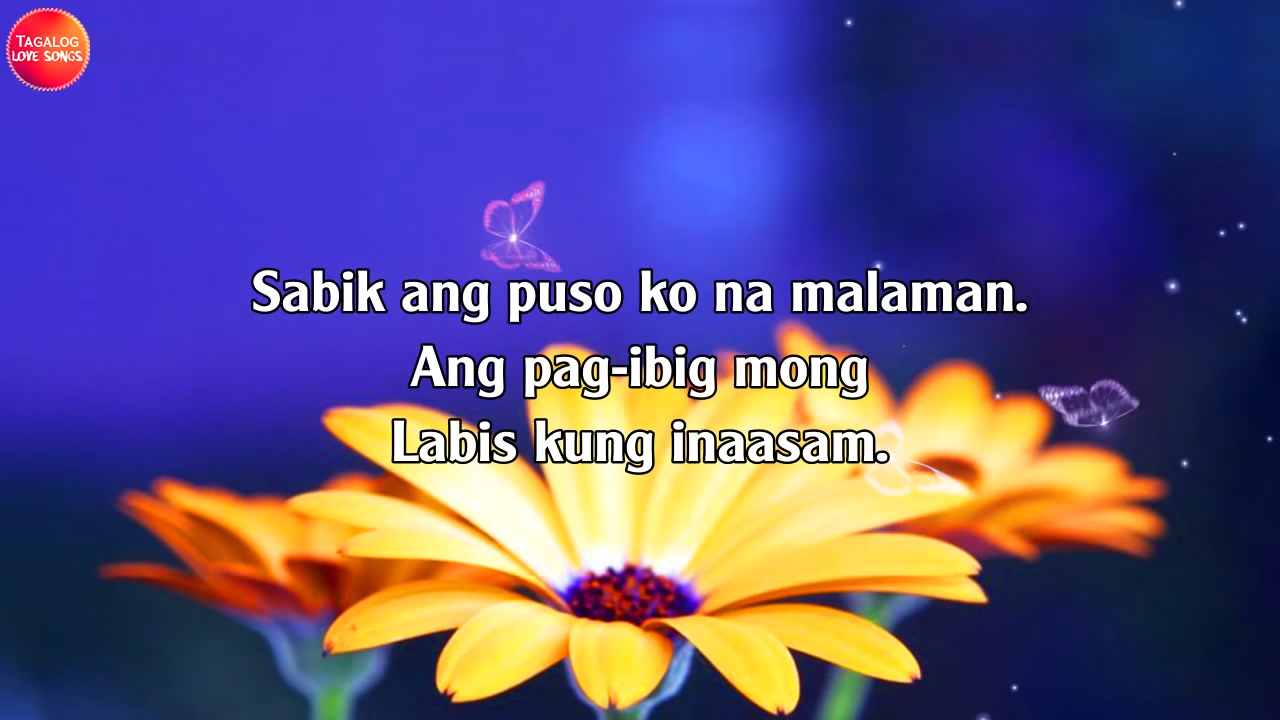 TAGALOG
LOVE SONGS
Sabik ang puso ko na malaman.
Ang pag-ibig mong
Labis kung inaasam.